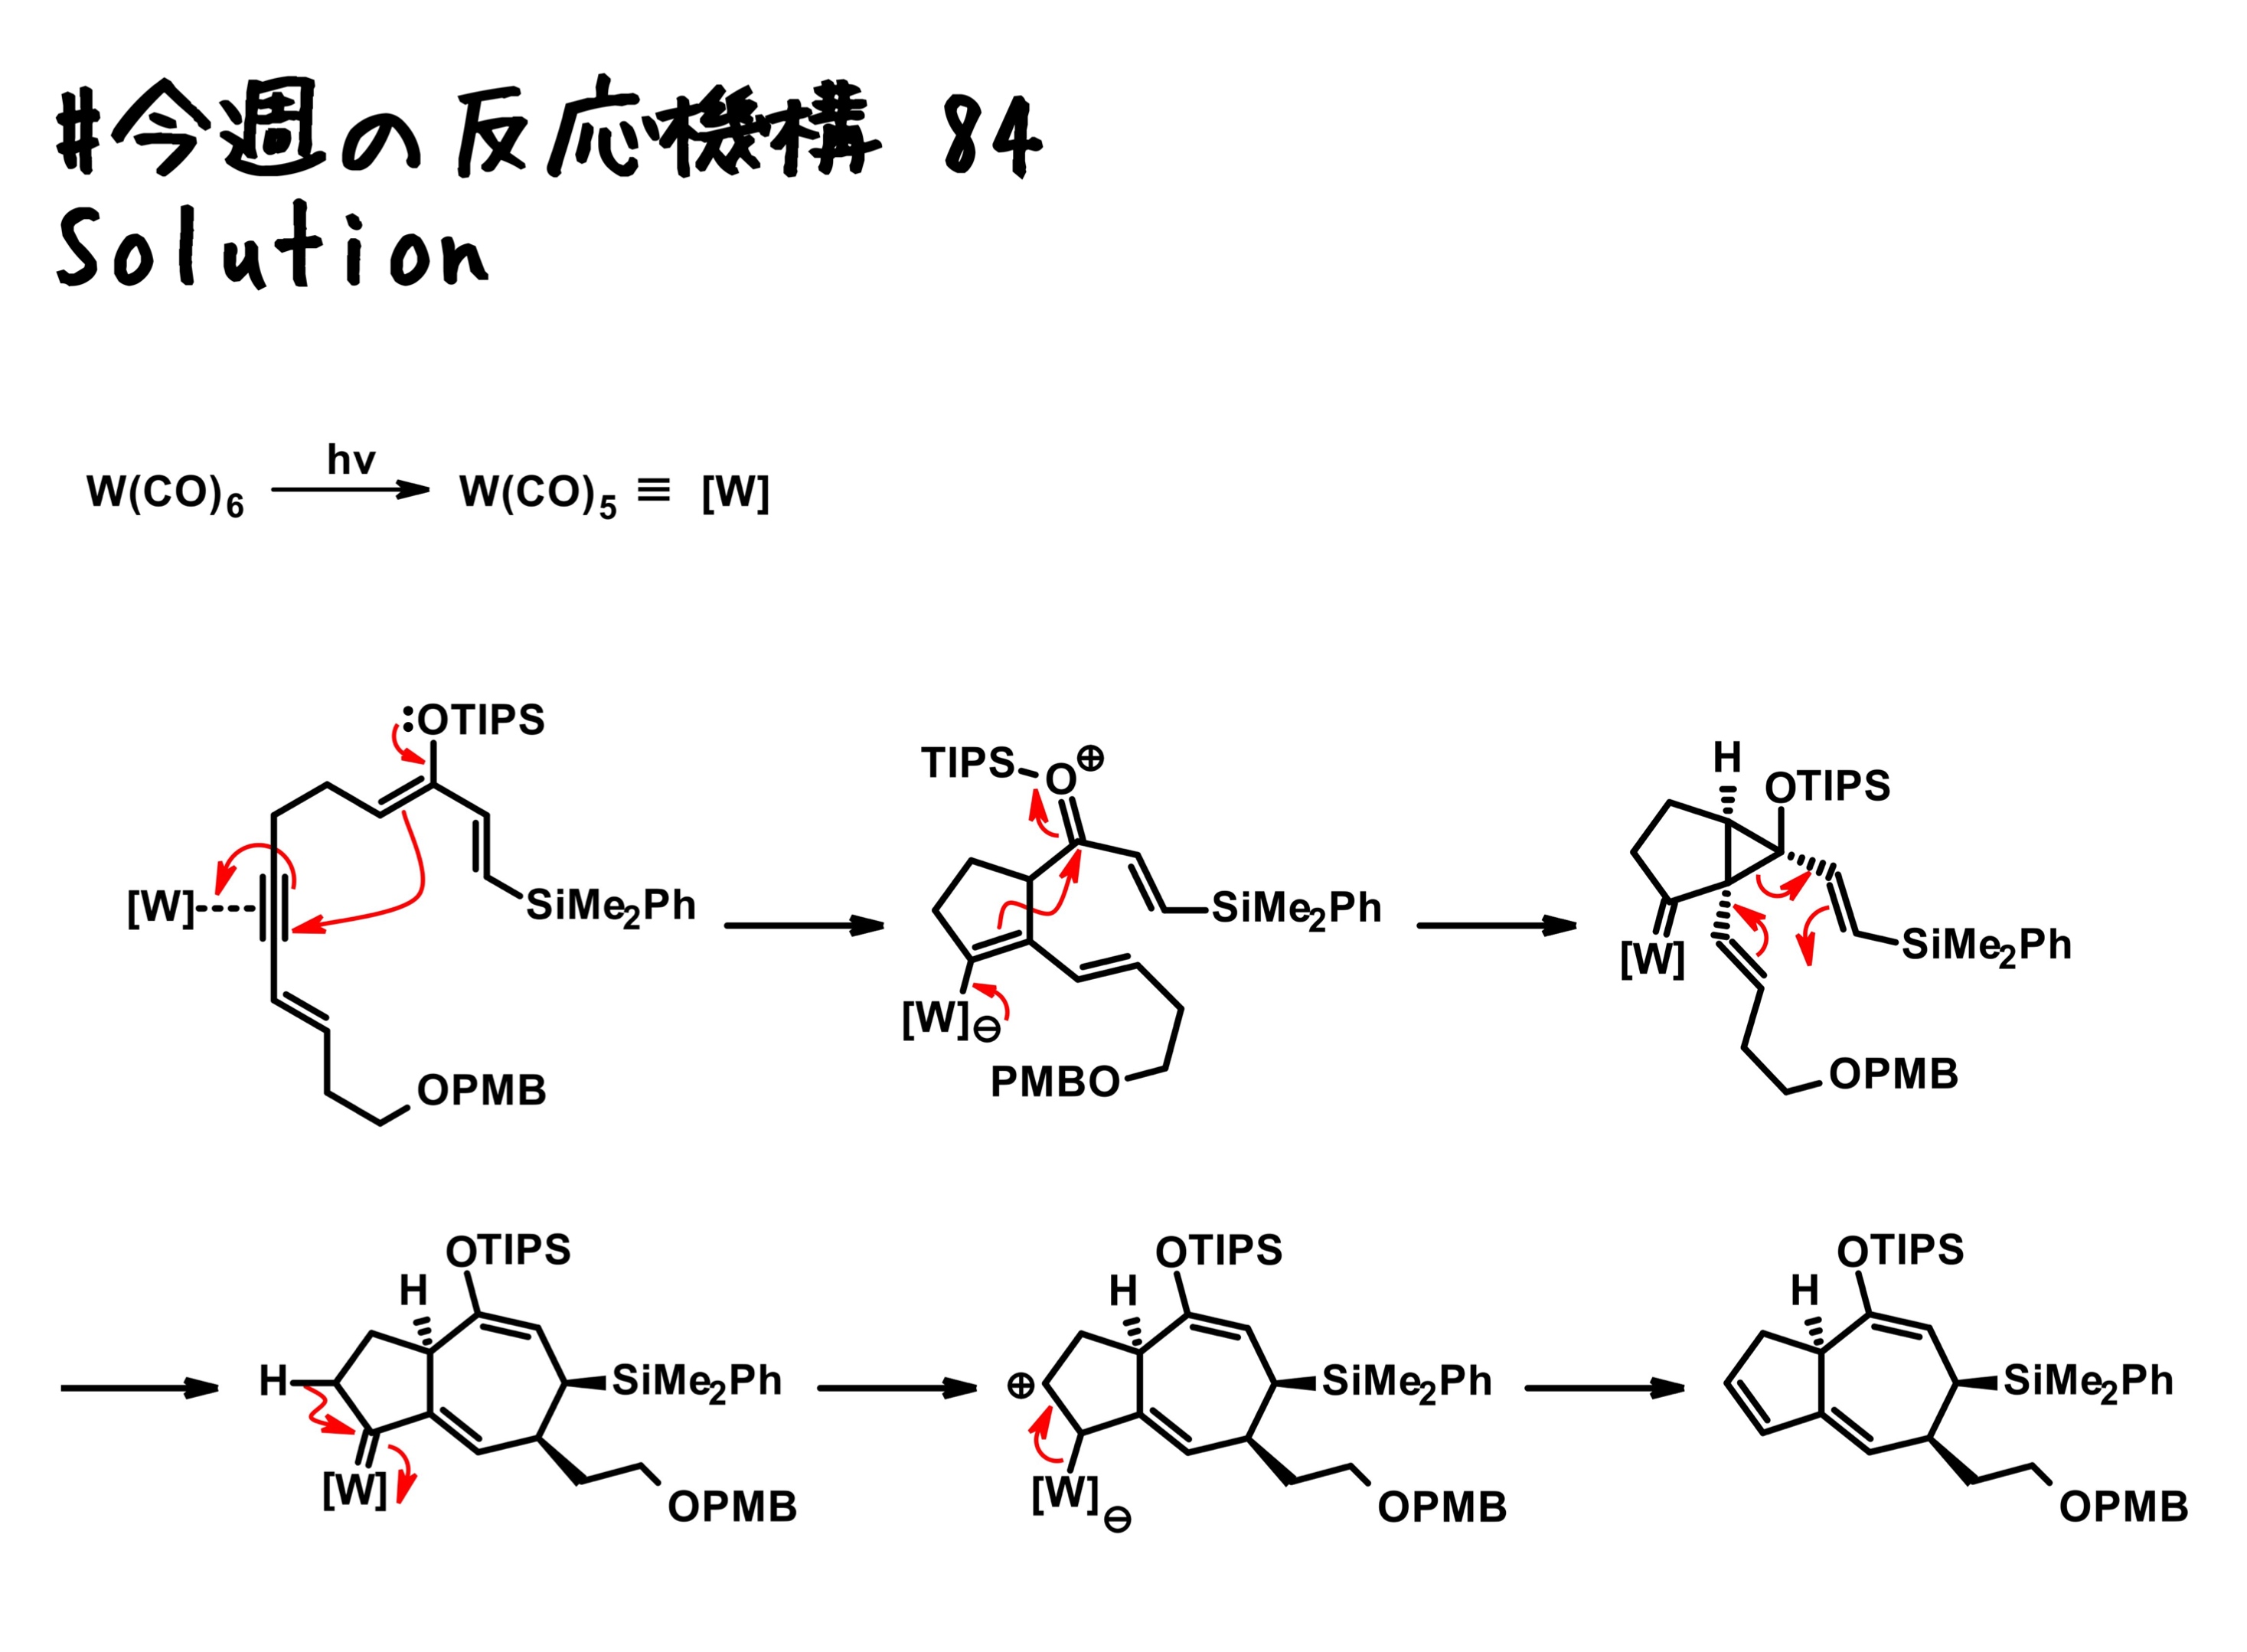 #今週の反応機構 84
Solution
hν
W(CO)6 W(CO)5 ≡ [W]
:OTIPS
[W]
SiMe2Ph
OPMB
TIPS O⊕
SiMe2Ph
[W]⊖
PMBO
H
OTIPS
[W]
SiMe2Ph
OPMB
OTIPS
H
H
SiMe2Ph
[W]
OPMB
OTIPS
H
⊕
SiMe2Ph
[W]⊖
OPMB
OTIPS
H
SiMe2Ph
OPMB